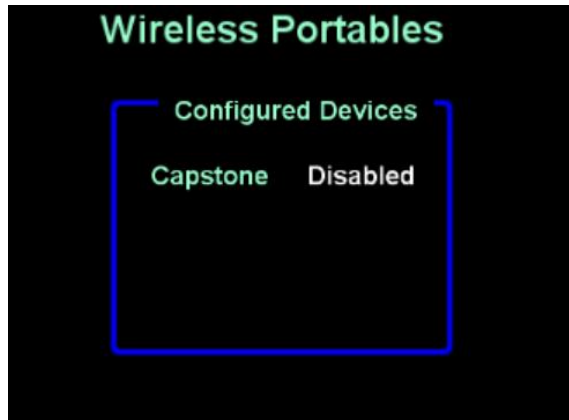 Wireless Portables
Configured Devices
Capstone Disabled